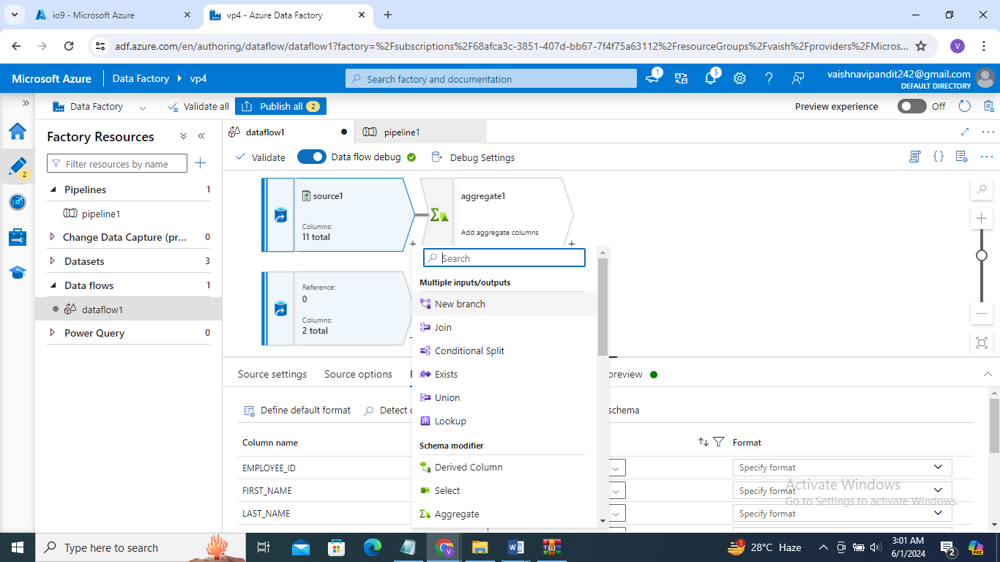 io9 - Microsoft Azure
vp4 - Azure Data Factory
adf.azure.com/en/authoring/dataflow/dataflow1?factory=%2Fsubscriptions%2F68afca3c-3851-407d-bb67-7f4f75a63112%2FresourceGroups%2Fvaish%2Fproviders%2FMicros...
V
Microsoft Azure
Data Factory
vp4
Search factory and documentation
1
5
vaishnavipandit242@gmail.com
DEFAULT DIRECTORY
Data Factory
Validate all
Publish all
2
Preview experience
Off
Factory Resources
dataflow1
pipeline1
2
Filter resources by name
Validate
Data flow debug
Debug Settings
Pipelines
1
pipeline1
Change Data Capture (pr...
0
Datasets
3
Data flows
1
dataflow1
Power Query
0
source1
Columns:
11 total
aggregate1
Add aggregate columns
Reference:
0
Columns:
2 total
Search
Multiple inputs/outputs
New branch
Join
Conditional Split
Exists
Union
Lookup
Schema modifier
Derived Column
Select
Aggregate
Source settings
Source options
preview
Define default format
Detect
schema
Column name
Format
EMPLOYEE_ID
Specify format
FIRST_NAME
Specify format
LAST_NAME
Specify format
Activate Windows
Go to Settings to activate Windows.
Type here to search
V
W
1
28°C Haze
3:01 AM
6/1/2024
2
PRE